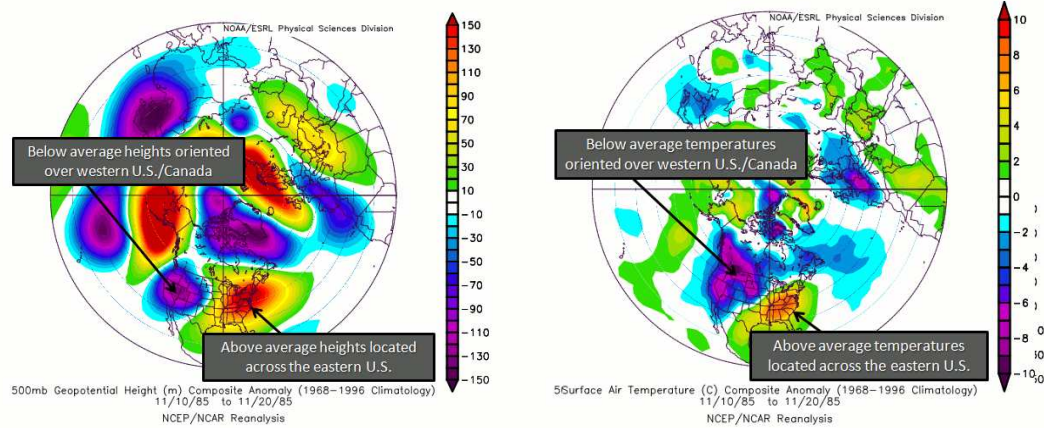 NOAA/ESRL Physical Sciences Division
150
130
110
90
70
50
30
10
-10
-30
-50
-70
-90
-110
-130
-150
Below average heights oriented
over western U.S./Canada
Above average heights located
across the eastern U.S.
500mb Geopotential Height (m) Composite Anomaly (1968-1996 Climatology)
11/10/85 to 11/20/85
NCEP/NCAR Reanalysis
NOAA/ESRL Physical Sciences Division
10
8
6
4
2
0
-2
-4
-6
-8
-10
Below average temperatures
oriented over western U.S./Canada
Above average temperatures
located across the eastern U.S.
Surface Air Temperature (C) Composite Anomaly (1968-1996 Climatology)
11/10/85 to 11/20/85
NCEP/NCAR Reanalysis